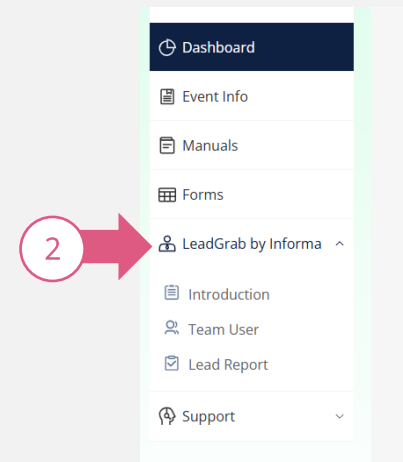 Dashboard
Event Info
Manuals
Forms
2
LeadGrab by Informa
Introduction
Team User
Lead Report
Support